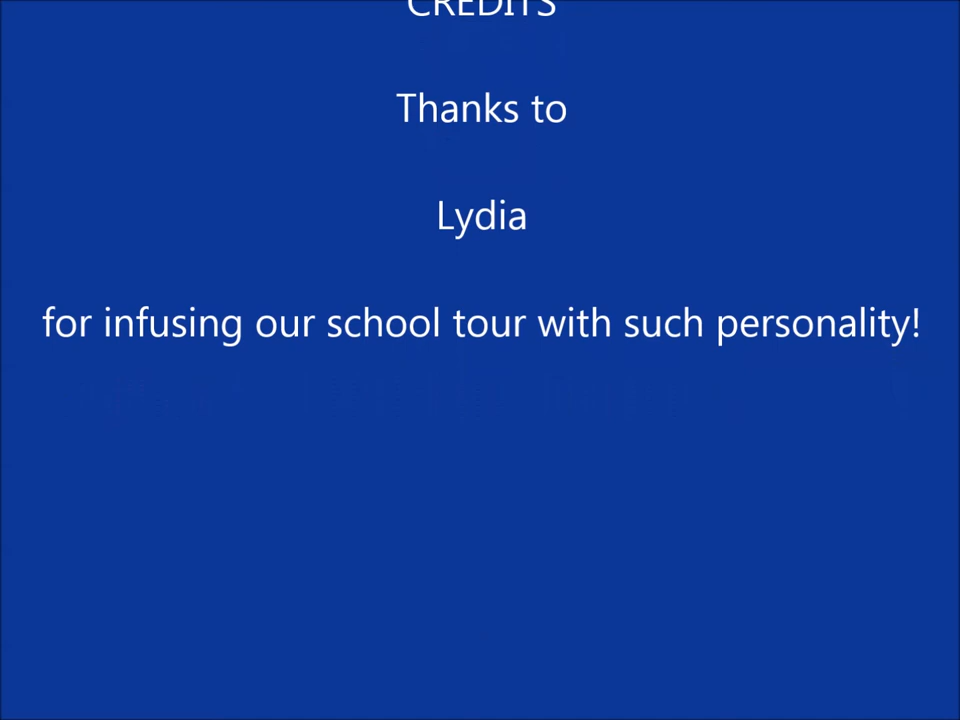 CREDITS
Thanks to
Lydia
for infusing our school tour with such personality!